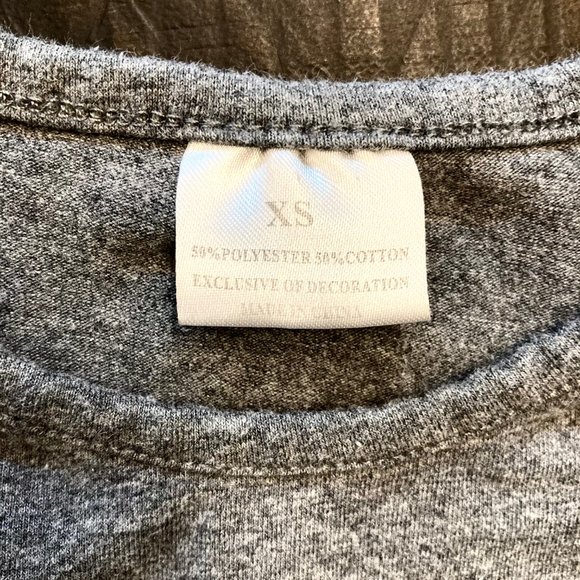 XS
50%POLYESTER 50%COTTON
EXCLUSIVE OF DECORATION
MADE IN CHINA